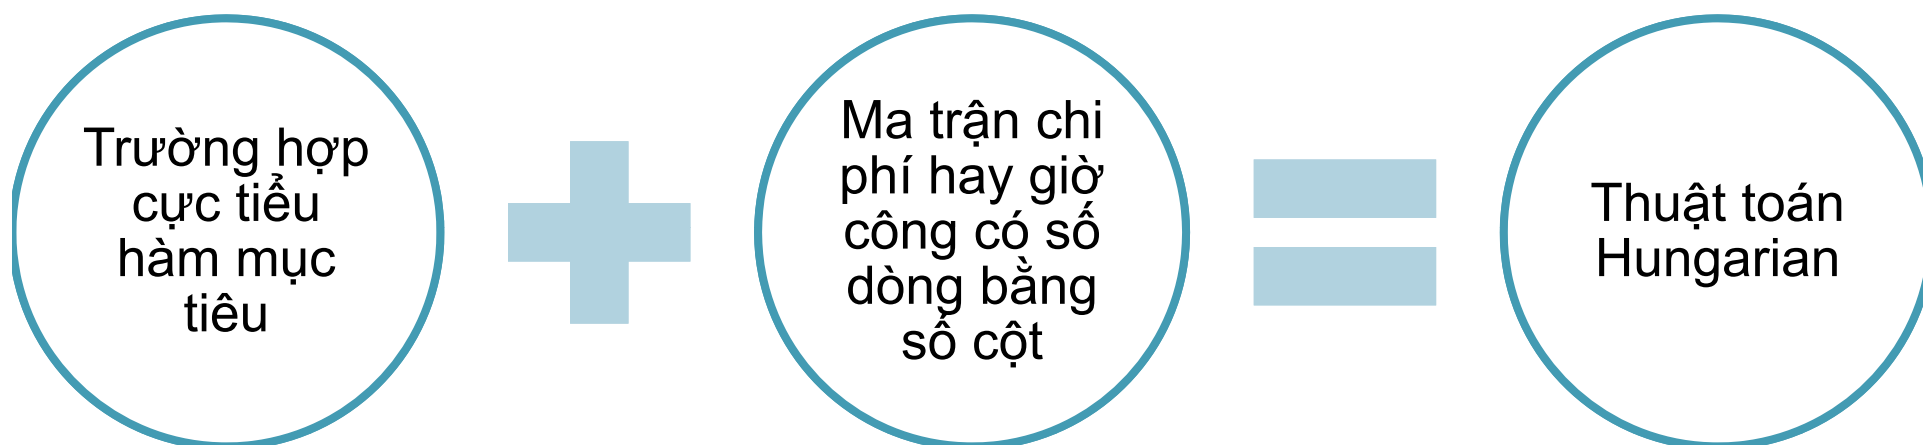 Trường hợp
cực tiểu
hàm mục
tiêu
Ma trận chi
phí hay giờ
công có số
dòng bằng
số cột
Thuật toán
Hungarian